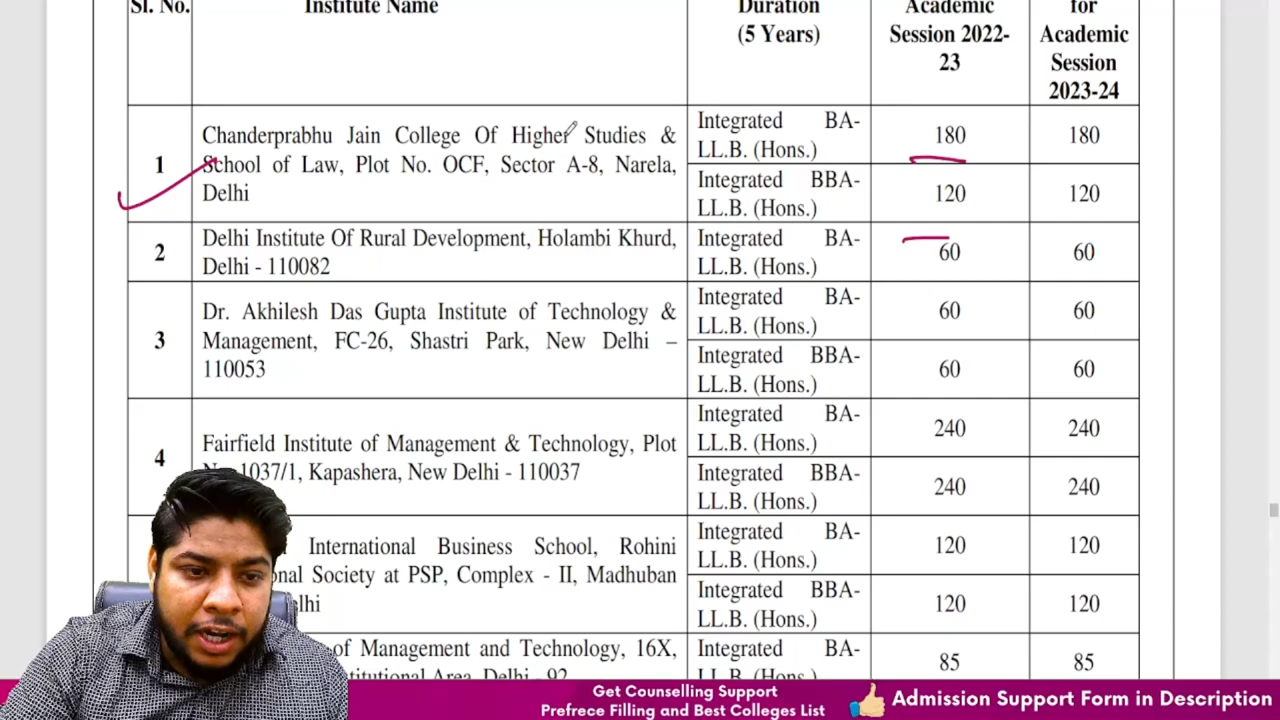 Sl. No.
Institute Name
Duration
(5 Years)
Academic
Session 2022-
23
for
Academic
Session
2023-24
1
Chanderprabhu Jain College Of Higher Studies &
School of Law, Plot No. OCF, Sector A-8, Narela,
Delhi
Integrated BA-
LL.B. (Hons.)
180
180
Integrated BBA-
LL.B. (Hons.)
120
120
2
Delhi Institute Of Rural Development, Holambi Khurd,
Delhi - 110082
Integrated BA-
LL.B. (Hons.)
60
60
3
Dr. Akhilesh Das Gupta Institute of Technology &
Management, FC-26, Shastri Park, New Delhi –
110053
Integrated BA-
LL.B. (Hons.)
60
60
Integrated BBA-
LL.B. (Hons.)
60
60
4
Fairfield Institute of Management & Technology, Plot
1037/1, Kapashera, New Delhi - 110037
Integrated BA-
LL.B. (Hons.)
240
240
Integrated BBA-
LL.B. (Hons.)
240
240
International Business School, Rohini
Society at PSP, Complex - II, Madhuban
Integrated BA-
LL.B. (Hons.)
120
120
Integrated BBA-
LL.B. (Hons.)
120
120
of Management and Technology, 16X,
Area, Delhi - 92
Integrated BA-
LL.B. (Hons.)
85
85
Get Counselling Support
Prefrece Filling and Best Colleges List
Admission Support Form in Description